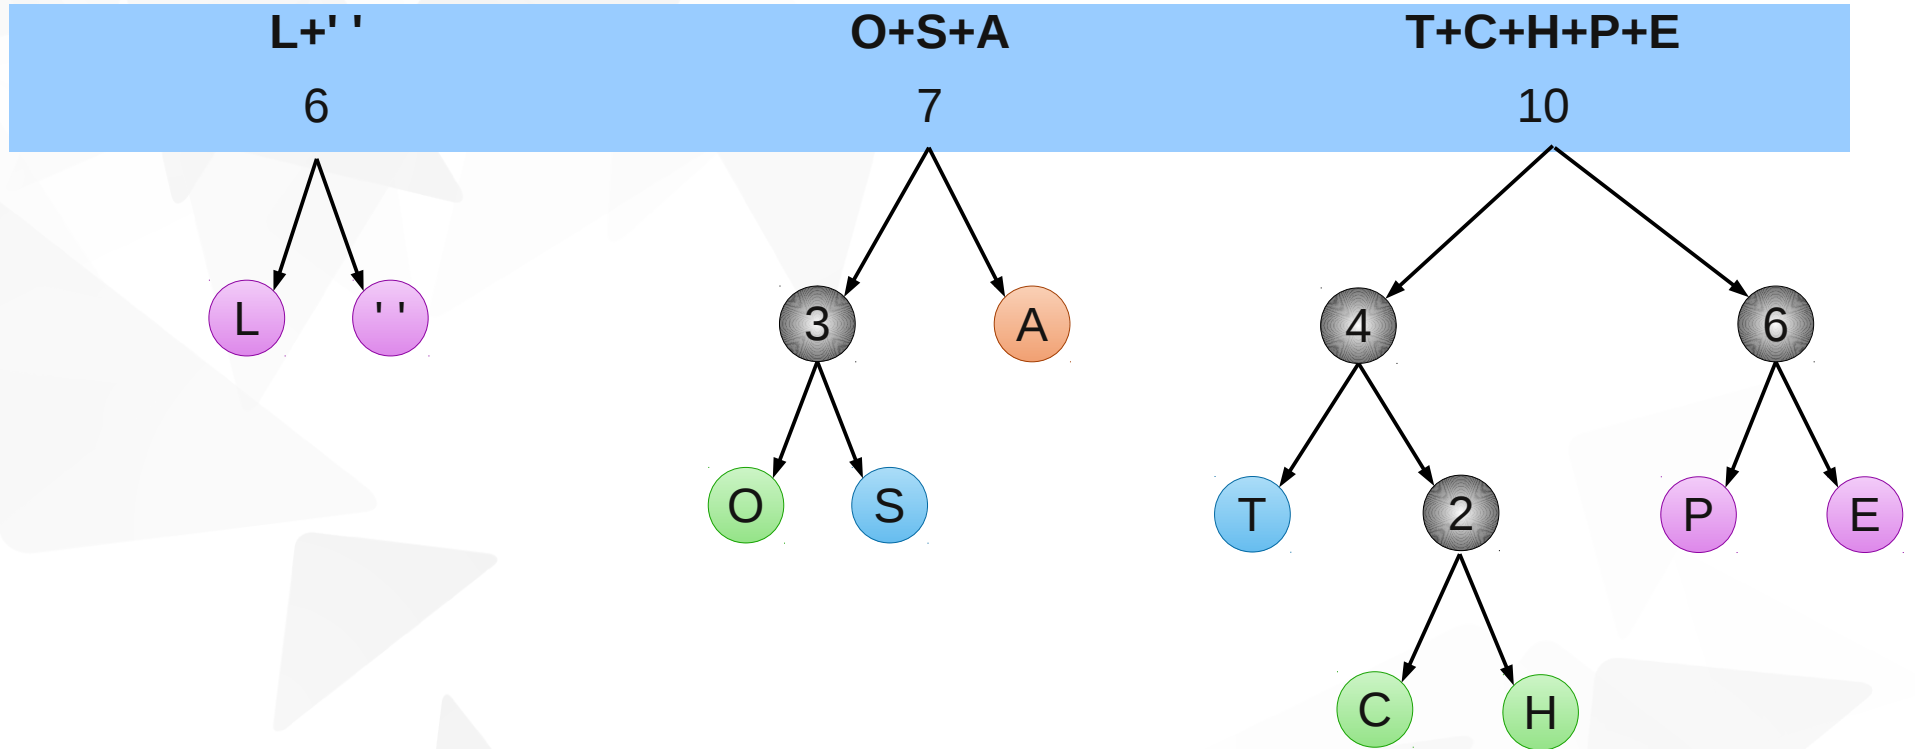 L+' ' O+S+A T+C+H+P+E
6 7 10
L ' ' 3 A 4 6
O S T 2 P E
C H